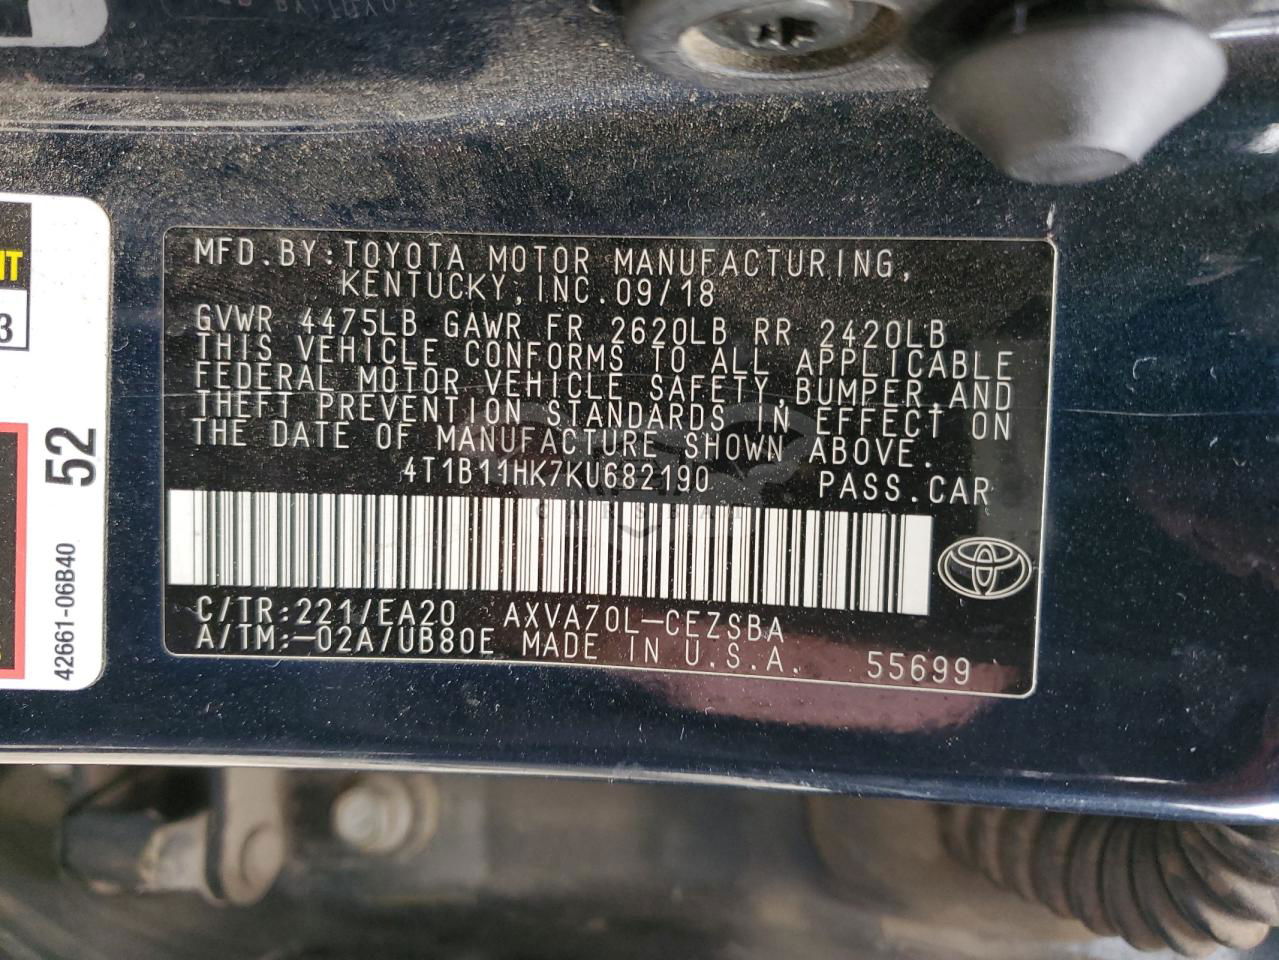 MFD.BY:TOYOTA MOTOR MANUFACTURING,
KENTUCKY,INC.09/18
GVWR 4475LB GAWR FR 2620LB RR 2420LB
THIS VEHICLE CONFORMS TO ALL APPLICABLE
FEDERAL MOTOR VEHICLE SAFETY,BUMPER,AND
THEFT PREVENTION STANDARDS IN EFFECT ON
THE DATE OF MANUFACTURE SHOWN ABOVE.
4T1B11HK7KU682190 PASS.CAR
C/TR:221/EA20 AXVA70L-CEZSBA
A/TM:-02A/UB80E MADE IN U.S.A. 55699
52
42661-06B40
3